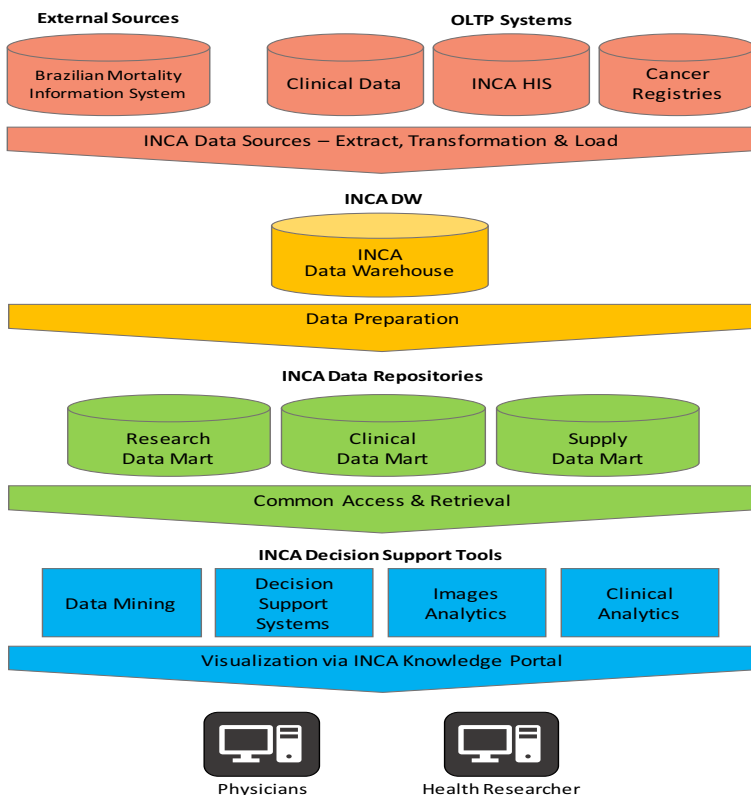 External Sources
OLTP Systems
Brazilian Mortality
Information System
Clinical Data
INCA HIS
Cancer
Registries
INCA Data Sources – Extract, Transformation & Load
INCA DW
INCA
Data Warehouse
Data Preparation
INCA Data Repositories
Research
Data Mart
Clinical
Data Mart
Supply
Data Mart
Common Access & Retrieval
INCA Decision Support Tools
Data Mining
Decision
Support
Systems
Images
Analytics
Clinical
Analytics
Visualization via INCA Knowledge Portal
Physicians
Health Researcher